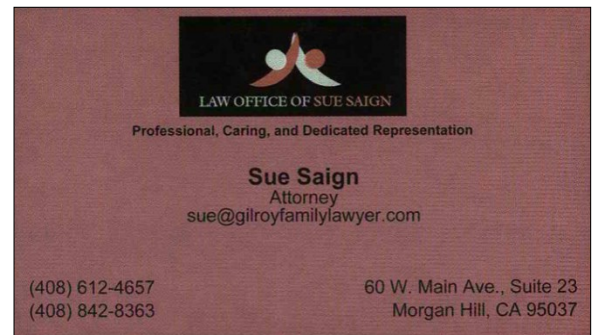 LAW OFFICE OF SUE SAIGN
Professional, Caring, and Dedicated Representation
Sue Saign
Attorney
sue@gilroyfamilylawyer.com
(408) 612-4657
(408) 842-8363
60 W. Main Ave., Suite 23
Morgan Hill, CA 95037